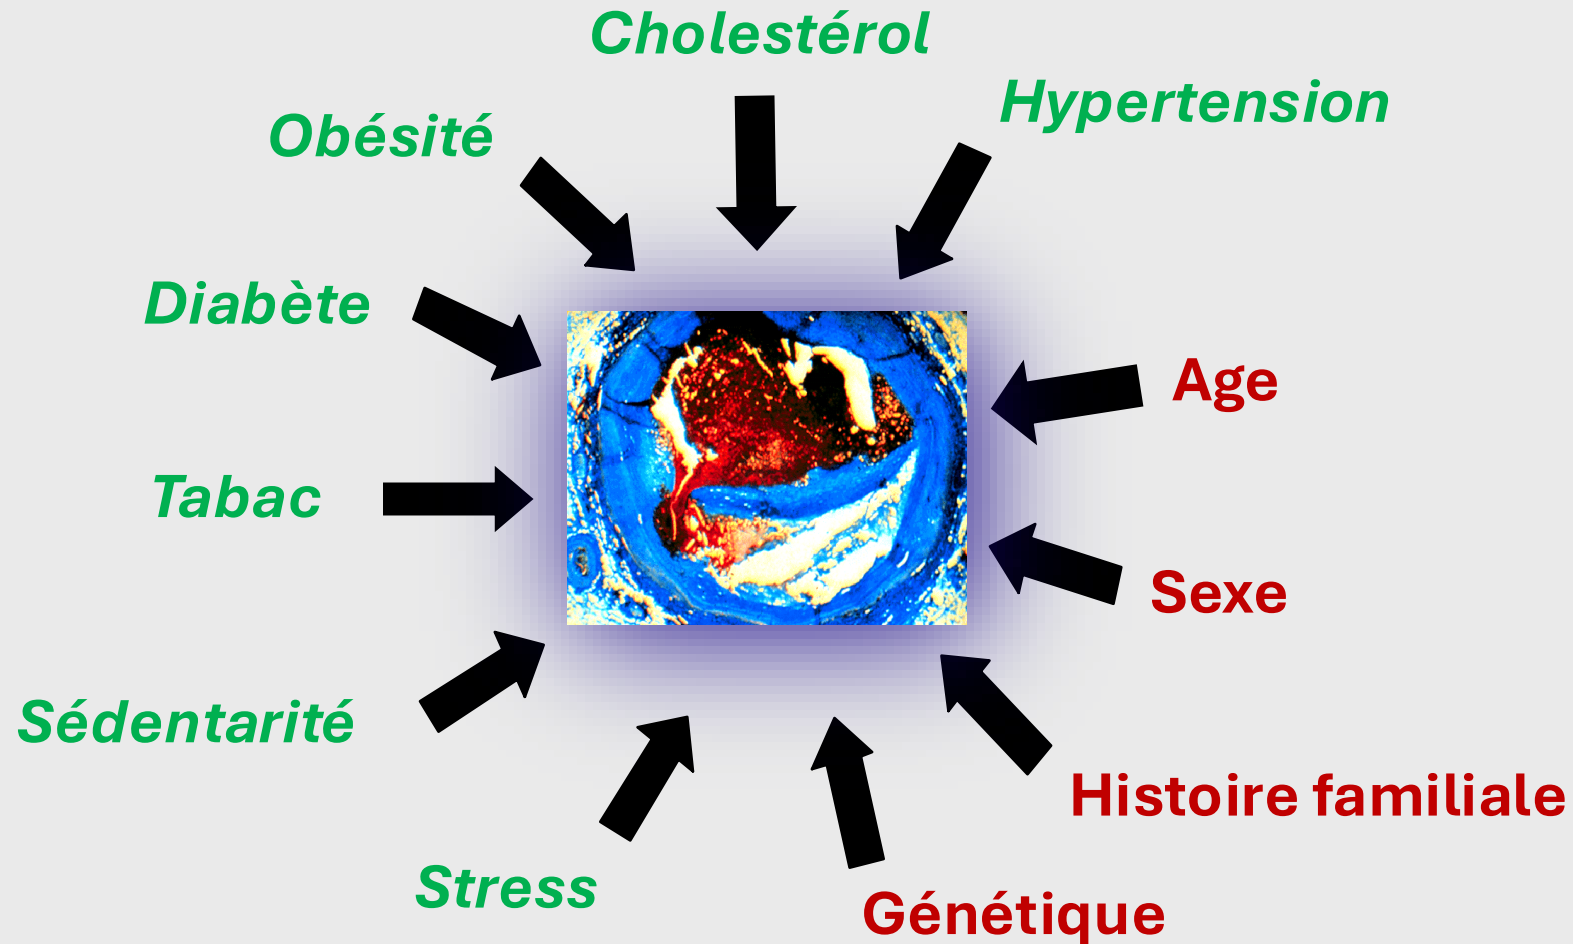 Cholestérol
Hypertension
Obésité
Diabète
Age
Tabac
Sexe
Sédentarité
Histoire familiale
Stress
Génétique